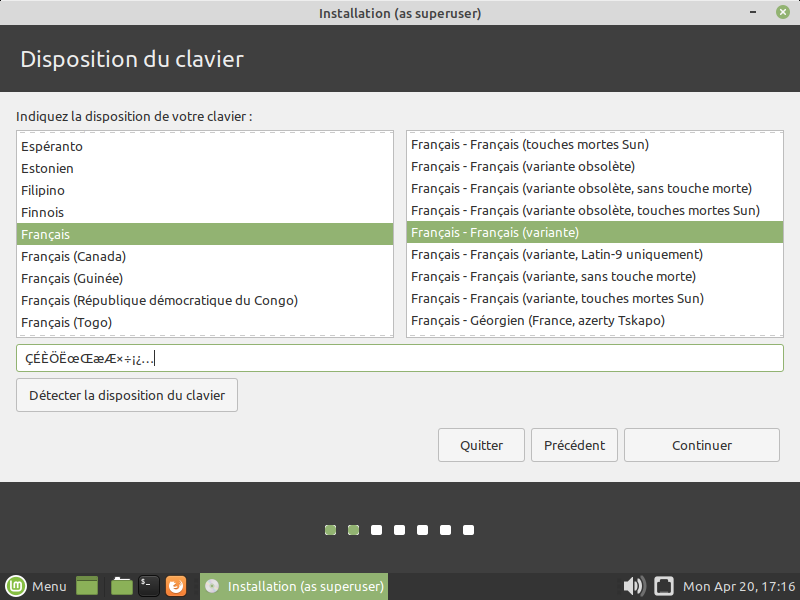 Installation (as superuser)
Disposition du clavier
Indiquez la disposition de votre clavier :
Espéranto
Estonien
Filipino
Finnois
Français
Français (Canada)
Français (Guinée)
Français (République démocratique du Congo)
Français (Togo)
Français - Français (touches mortes Sun)
Français - Français (variante obsolète)
Français - Français (variante obsolète, sans touche morte)
Français - Français (variante obsolète, touches mortes Sun)
Français - Français (variante)
Français - Français (variante, Latin-9 uniquement)
Français - Français (variante, sans touche morte)
Français - Français (variante, touches mortes Sun)
Français - Géorgien (France, azerty Tskapo)
ÇÉÈÖËœŒæÆ×÷¡¿…
Détecter la disposition du clavier
Quitter
Précédent
Continuer
Menu
Installation (as superuser)
Mon Apr 20, 17:16